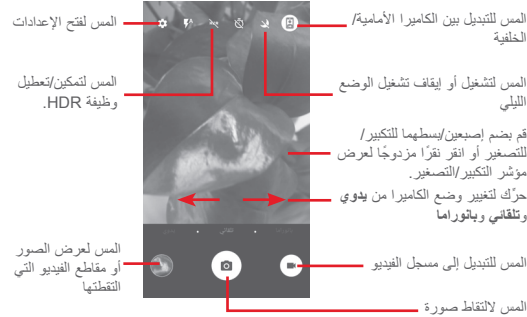 المس للتبديل بين الكاميرا الأمامية/
الخلفية
المس لتشغيل أو إيقاف تشغيل الوضع
الليلي
قم بضم إصبعين/بسطهما للتكبير/
للتصغير أو انقر نقرًا مزدوجًا لعرض
مؤشر التكبير/التصغير.
حرِّك لتغيير وضع الكاميرا من يدوي
وتلقائي وبانوراما
المس للتبديل إلى مسجل الفيديو
المس لالتقاط صورة
المس لفتح الإعدادات
المس لتمكين/تعطيل
وظيفة HDR.
المس لعرض الصور
أو مقاطع الفيديو التي
التقطتها